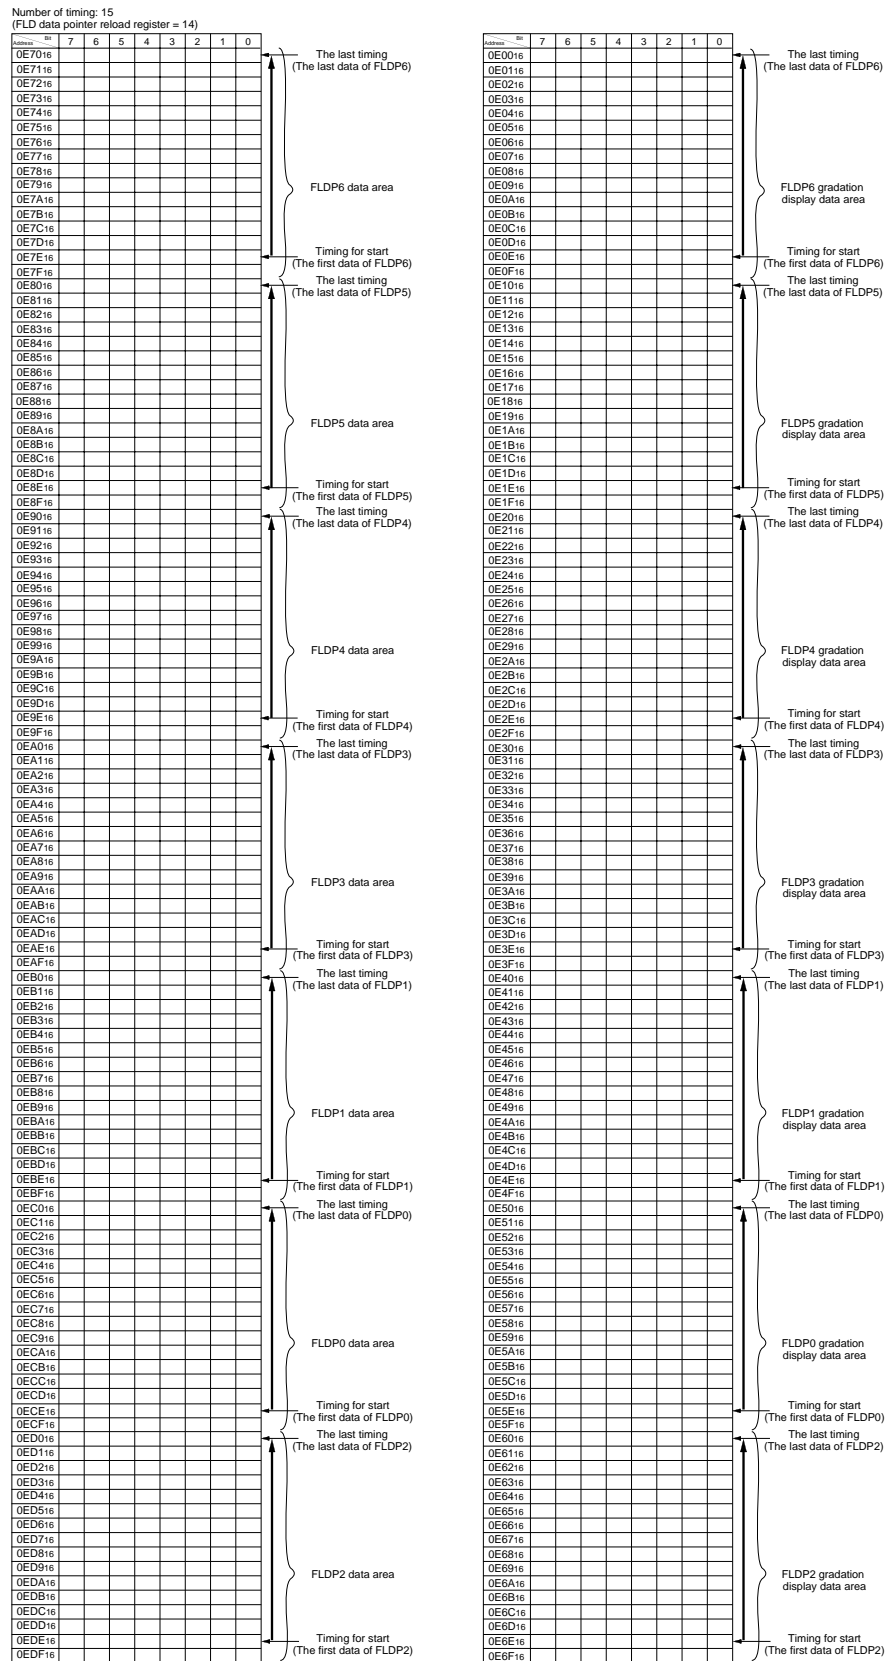 Number of timing: 15
(FLD data pointer reload register = 14)
Bit
Address
7 6 5 4 3 2 1 0
0E7016
0E7116
0E7216
0E7316
0E7416
0E7516
0E7616
0E7716
0E7816
0E7916
0E7A16
0E7B16
0E7C16
0E7D16
0E7E16
0E7F16
The last timing
(The last data of FLDP6)
FLDP6 data area
Timing for start
(The first data of FLDP6)
0E8016
0E8116
0E8216
0E8316
0E8416
0E8516
0E8616
0E8716
0E8816
0E8916
0E8A16
0E8B16
0E8C16
0E8D16
0E8E16
0E8F16
The last timing
(The last data of FLDP5)
FLDP5 data area
Timing for start
(The first data of FLDP5)
0E9016
0E9116
0E9216
0E9316
0E9416
0E9516
0E9616
0E9716
0E9816
0E9916
0E9A16
0E9B16
0E9C16
0E9D16
0E9E16
0E9F16
The last timing
(The last data of FLDP4)
FLDP4 data area
Timing for start
(The first data of FLDP4)
0EA016
0EA116
0EA216
0EA316
0EA416
0EA516
0EA616
0EA716
0EA816
0EA916
0EAA16
0EAB16
0EAC16
0EAD16
0EAE16
0EAF16
The last timing
(The last data of FLDP3)
FLDP3 data area
Timing for start
(The first data of FLDP3)
0EB016
0EB116
0EB216
0EB316
0EB416
0EB516
0EB616
0EB716
0EB816
0EB916
0EBA16
0EBB16
0EBC16
0EBD16
0EBE16
0EBF16
The last timing
(The last data of FLDP1)
FLDP1 data area
Timing for start
(The first data of FLDP1)
0EC016
0EC116
0EC216
0EC316
0EC416
0EC516
0EC616
0EC716
0EC816
0EC916
0ECA16
0ECB16
0ECC16
0ECD16
0ECE16
0ECF16
The last timing
(The last data of FLDP0)
FLDP0 data area
Timing for start
(The first data of FLDP0)
0ED016
0ED116
0ED216
0ED316
0ED416
0ED516
0ED616
0ED716
0ED816
0ED916
0EDA16
0EDB16
0EDC16
0EDD16
0EDE16
0EDF16
The last timing
(The last data of FLDP2)
FLDP2 data area
Timing for start
(The first data of FLDP2)
Bit
Address
7 6 5 4 3 2 1 0
0E0016
0E0116
0E0216
0E0316
0E0416
0E0516
0E0616
0E0716
0E0816
0E0916
0E0A16
0E0B16
0E0C16
0E0D16
0E0E16
0E0F16
The last timing
(The last data of FLDP6)
FLDP6 gradation
display data area
Timing for start
(The first data of FLDP6)
0E1016
0E1116
0E1216
0E1316
0E1416
0E1516
0E1616
0E1716
0E1816
0E1916
0E1A16
0E1B16
0E1C16
0E1D16
0E1E16
0E1F16
The last timing
(The last data of FLDP5)
FLDP5 gradation
display data area
Timing for start
(The first data of FLDP5)
0E2016
0E2116
0E2216
0E2316
0E2416
0E2516
0E2616
0E2716
0E2816
0E2916
0E2A16
0E2B16
0E2C16
0E2D16
0E2E16
0E2F16
The last timing
(The last data of FLDP4)
FLDP4 gradation
display data area
Timing for start
(The first data of FLDP4)
0E3016
0E3116
0E3216
0E3316
0E3416
0E3516
0E3616
0E3716
0E3816
0E3916
0E3A16
0E3B16
0E3C16
0E3D16
0E3E16
0E3F16
The last timing
(The last data of FLDP3)
FLDP3 gradation
display data area
Timing for start
(The first data of FLDP3)
0E4016
0E4116
0E4216
0E4316
0E4416
0E4516
0E4616
0E4716
0E4816
0E4916
0E4A16
0E4B16
0E4C16
0E4D16
0E4E16
0E4F16
The last timing
(The last data of FLDP1)
FLDP1 gradation
display data area
Timing for start
(The first data of FLDP1)
0E5016
0E5116
0E5216
0E5316
0E5416
0E5516
0E5616
0E5716
0E5816
0E5916
0E5A16
0E5B16
0E5C16
0E5D16
0E5E16
0E5F16
The last timing
(The last data of FLDP0)
FLDP0 gradation
display data area
Timing for start
(The first data of FLDP0)
0E6016
0E6116
0E6216
0E6316
0E6416
0E6516
0E6616
0E6716
0E6816
0E6916
0E6A16
0E6B16
0E6C16
0E6D16
0E6E16
0E6F16
The last timing
(The last data of FLDP2)
FLDP2 gradation
display data area
Timing for start
(The first data of FLDP2)